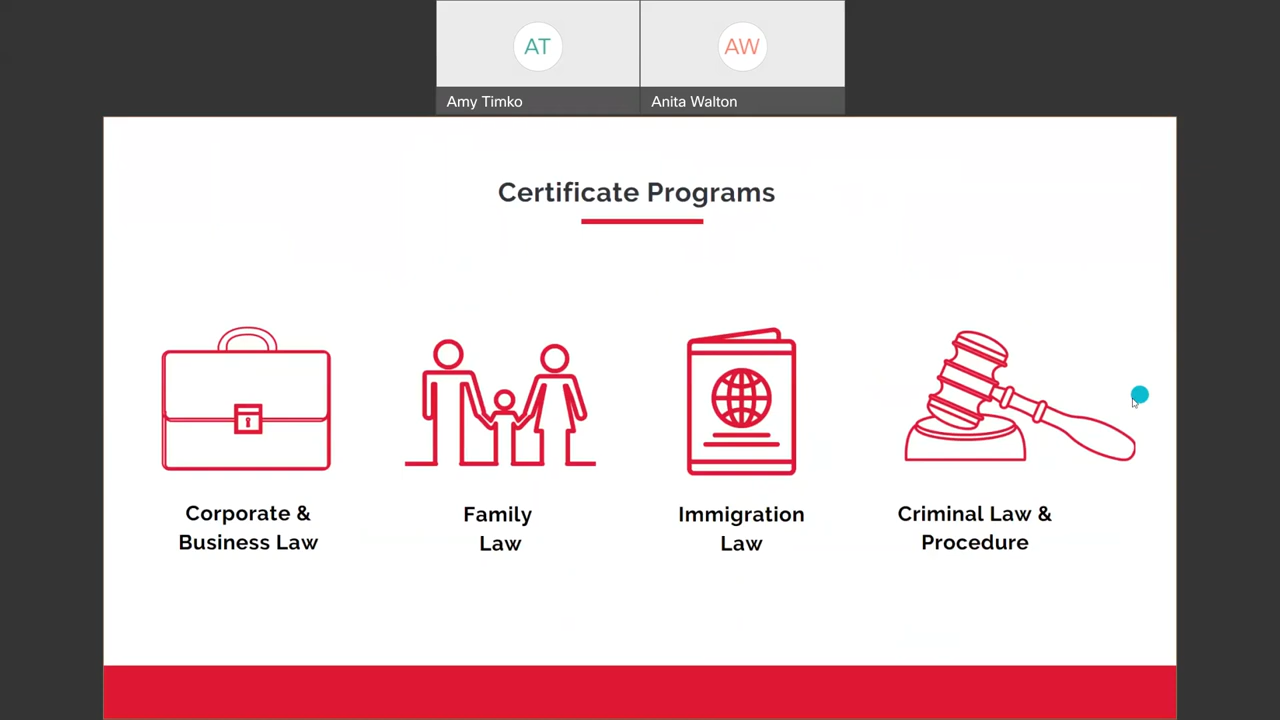 AT
AW
Amy Timko
Anita Walton
Certificate Programs
Corporate &
Business Law
Family
Law
Immigration
Law
Criminal Law &
Procedure